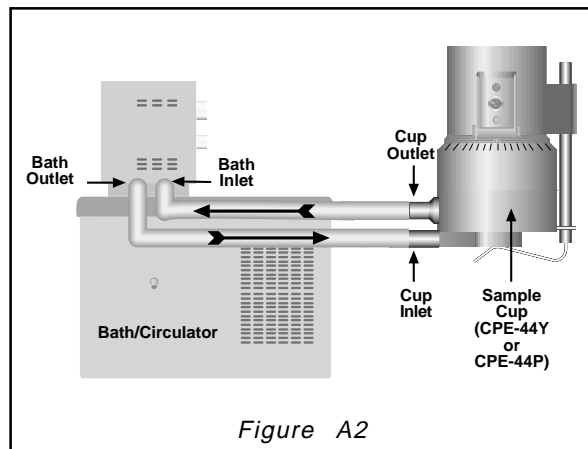 Cup
Outlet
Bath
Outlet
Bath
Inlet
Bath/Circulator
Cup
Inlet
Sample
Cup
(CPE-44Y
or
CPE-44P)
Figure A2